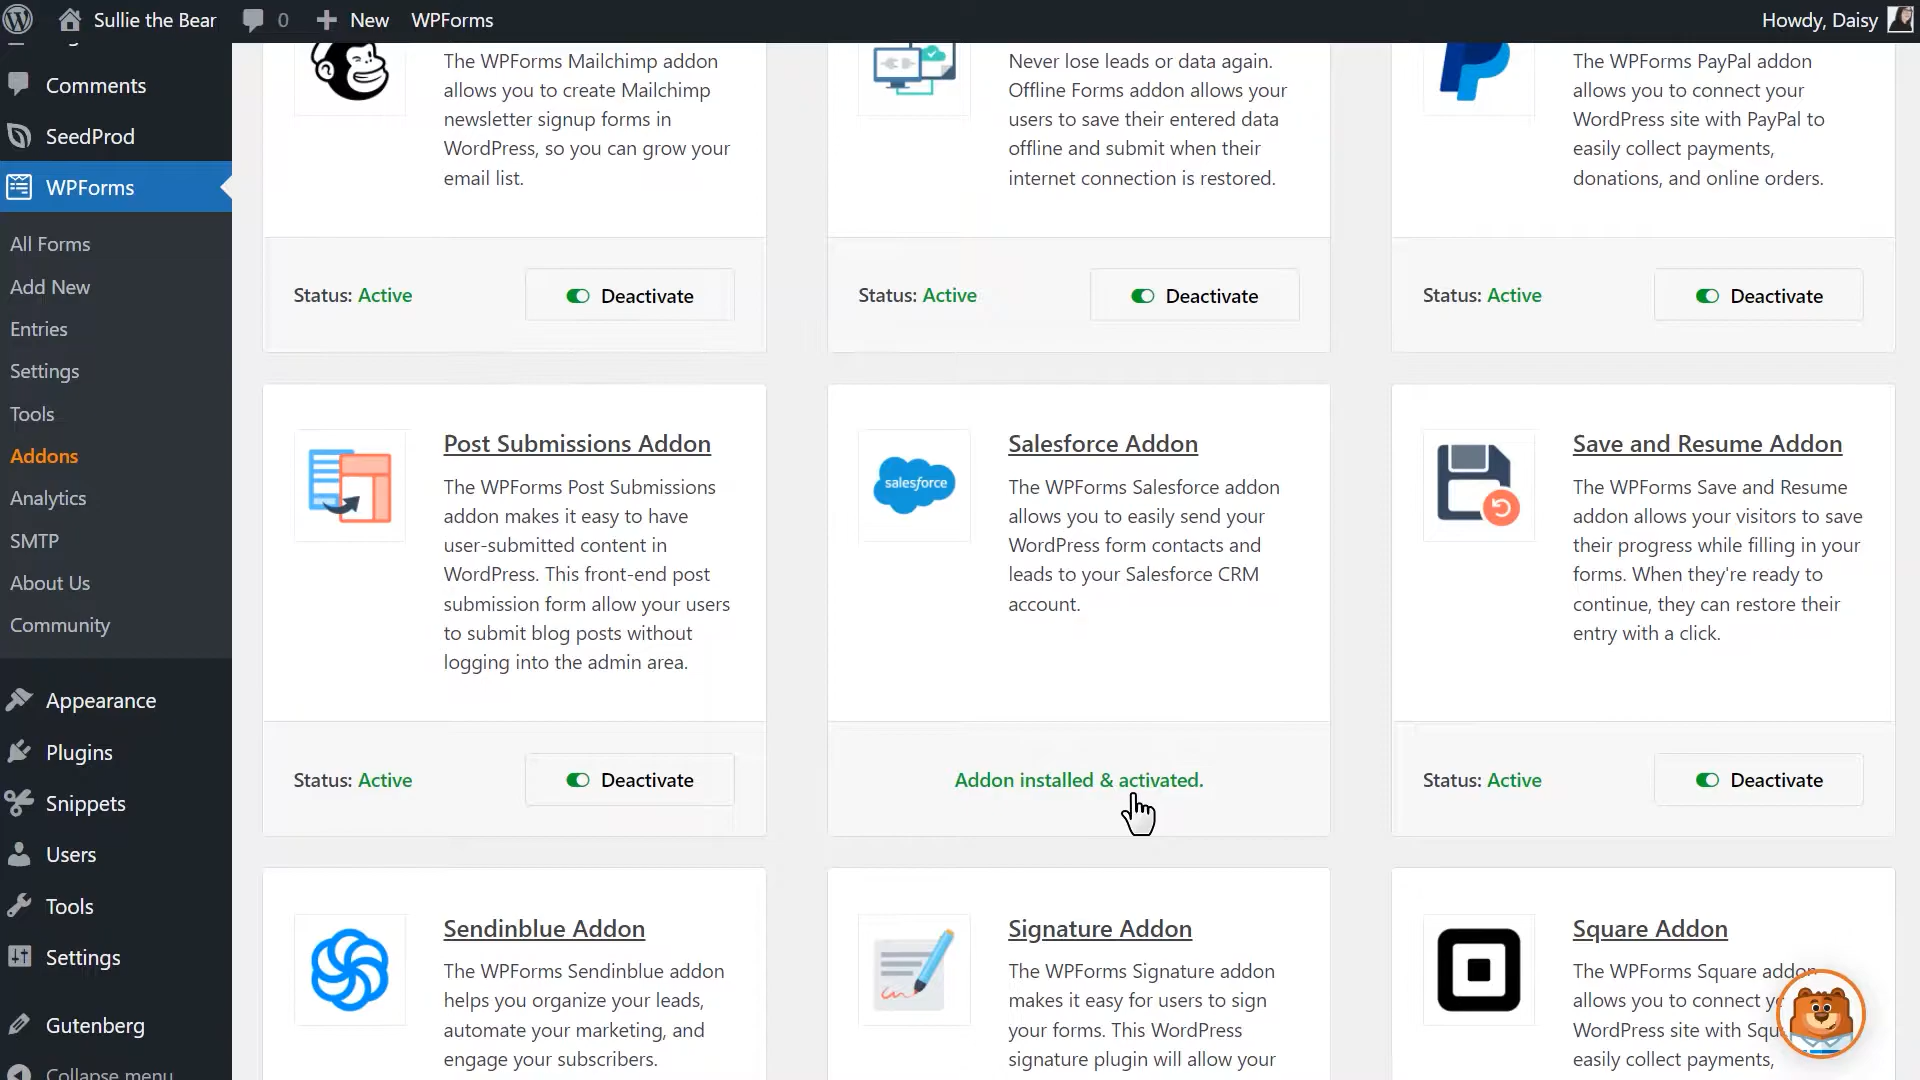 Sullie the Bear
0
New
WPForms
Howdy, Daisy
Comments
SeedProd
WPForms
All Forms
Add New
Entries
Settings
Tools
Addons
Analytics
SMTP
About Us
Community
Appearance
Plugins
Snippets
Users
Tools
Settings
Gutenberg
Collapse menu
The WPForms Mailchimp addon
allows you to create Mailchimp
newsletter signup forms in
WordPress, so you can grow your
email list.
Status: Active
Deactivate
Never lose leads or data again.
Offline Forms addon allows your
users to save their entered data
offline and submit when their
internet connection is restored.
Status: Active
Deactivate
The WPForms PayPal addon
allows you to connect your
WordPress site with PayPal to
easily collect payments,
donations, and online orders.
Status: Active
Deactivate
Post Submissions Addon
The WPForms Post Submissions
addon makes it easy to have
user-submitted content in
WordPress. This front-end post
submission form allow your users
to submit blog posts without
logging into the admin area.
Status: Active
Deactivate
salesforce
Salesforce Addon
The WPForms Salesforce addon
allows you to easily send your
WordPress form contacts and
leads to your Salesforce CRM
account.
Addon installed & activated.
Save and Resume Addon
The WPForms Save and Resume
addon allows your visitors to save
their progress while filling in your
forms. When they're ready to
continue, they can restore their
entry with a click.
Status: Active
Deactivate
Sendinblue Addon
The WPForms Sendinblue addon
helps you organize your leads,
automate your marketing, and
engage your subscribers.
Signature Addon
The WPForms Signature addon
makes it easy for users to sign
your forms. This WordPress
signature plugin will allow your
Square Addon
The WPForms Square addon
allows you to connect
WordPress site with
easily collect payments,